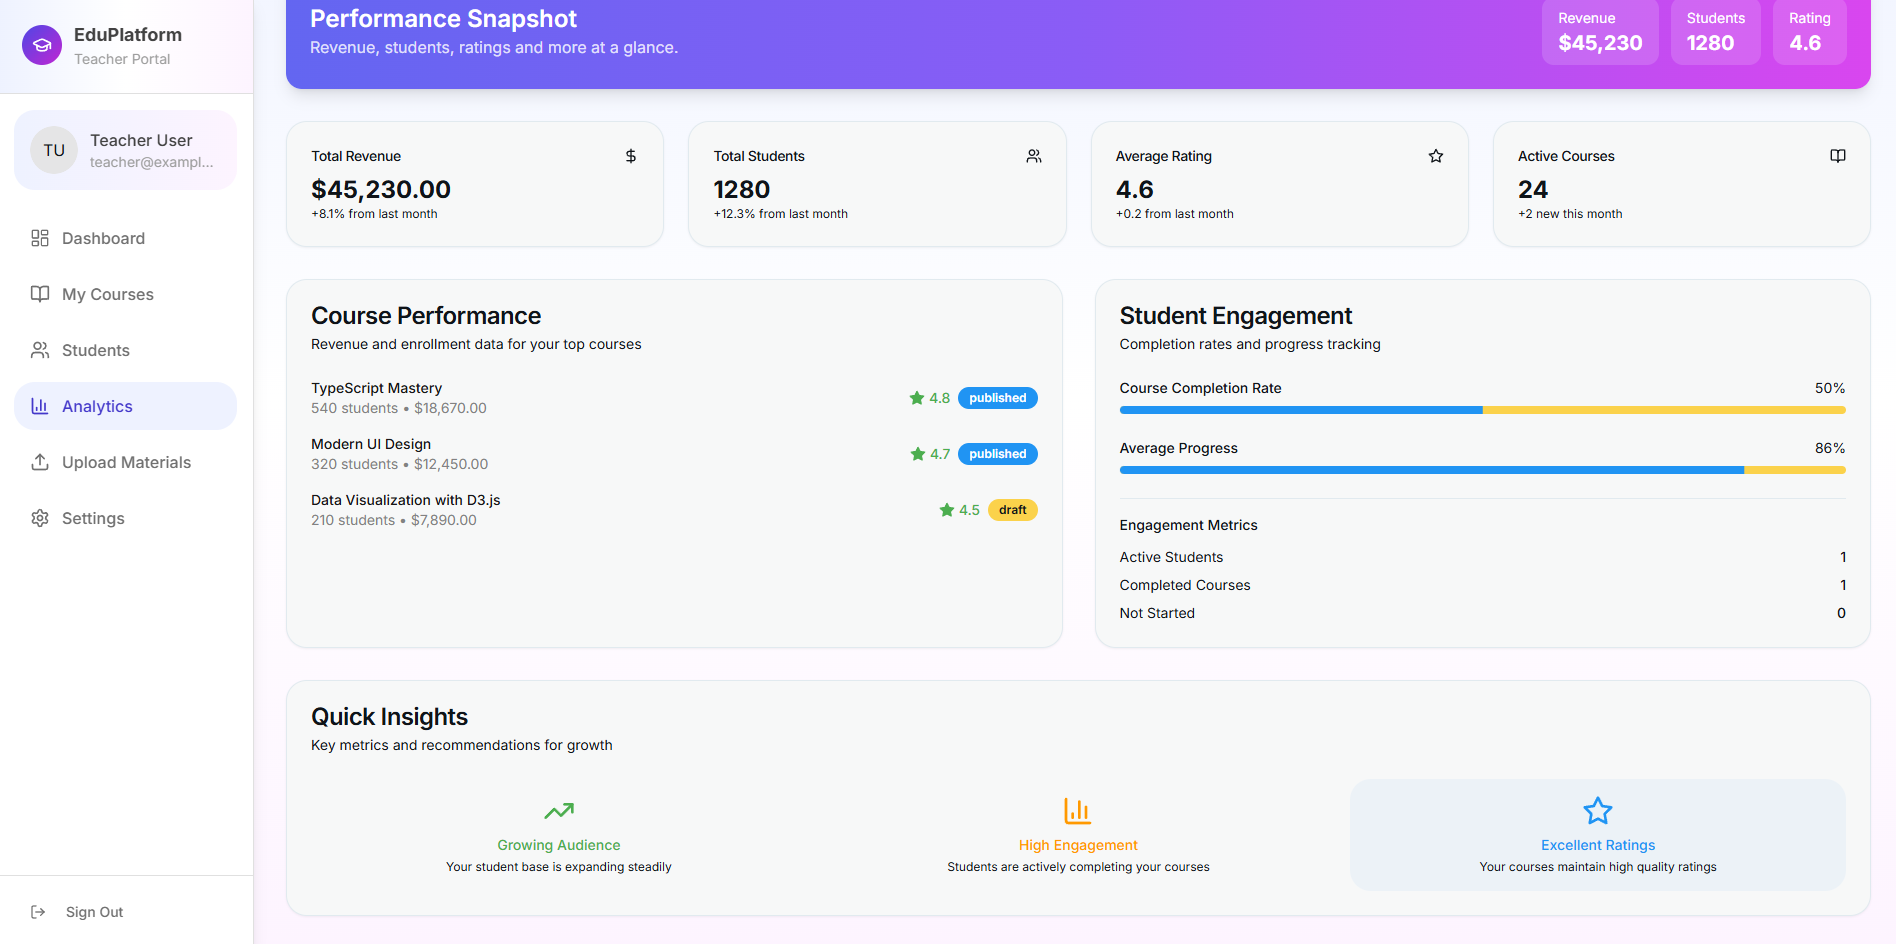 EduPlatform
Teacher Portal
TU
Teacher User
teacher@exampl...
Dashboard
My Courses
Students
Analytics
Upload Materials
Settings
Sign Out
Performance Snapshot
Revenue, students, ratings and more at a glance.
Revenue
$45,230
Students
1280
Rating
4.6
Total Revenue
$45,230.00
+8.1% from last month
Total Students
1280
+12.3% from last month
Average Rating
4.6
+0.2 from last month
Active Courses
24
+2 new this month
Course Performance
Revenue and enrollment data for your top courses
TypeScript Mastery
540 students • $18,670.00
4.8 published
Modern UI Design
320 students • $12,450.00
4.7 published
Data Visualization with D3.js
210 students • $7,890.00
4.5 draft
Student Engagement
Completion rates and progress tracking
Course Completion Rate 50%
Average Progress 86%
Engagement Metrics
Active Students 1
Completed Courses 1
Not Started 0
Quick Insights
Key metrics and recommendations for growth
Growing Audience
Your student base is expanding steadily
High Engagement
Students are actively completing your courses
Excellent Ratings
Your courses maintain high quality ratings